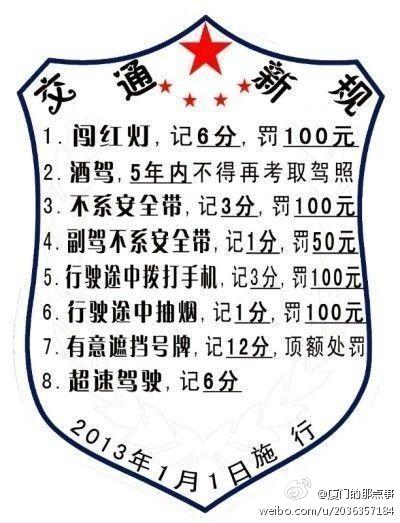 交通新规
1. 闯红灯,记6分,罚100元
2. 酒驾,5年内不得再考取驾照
3. 不系安全带,记3分,罚100元
4. 副驾不系安全带,记1分,罚50元
5. 行驶途中拨打手机,记3分,罚100元
6. 行驶途中抽烟,记1分,罚100元
7. 有意遮挡号牌,记12分,顶额处罚
8. 超速驾驶,记6分
2013年1月1日施行
@厦门的那点事
weibo.com/u/2036357184